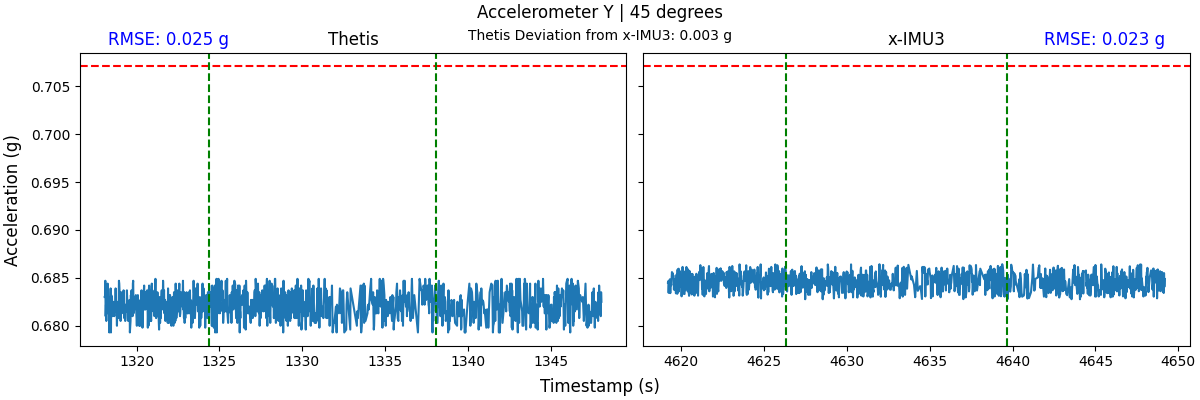 Accelerometer Y | 45 degrees
RMSE: 0.025 g
Thetis
Thetis Deviation from x-IMU3: 0.003 g
x-IMU3
RMSE: 0.023 g
Acceleration (g)
0.705
0.700
0.695
0.690
0.685
0.680
1320 1325 1330 1335 1340 1345
4620 4625 4630 4635 4640 4645 4650
Timestamp (s)